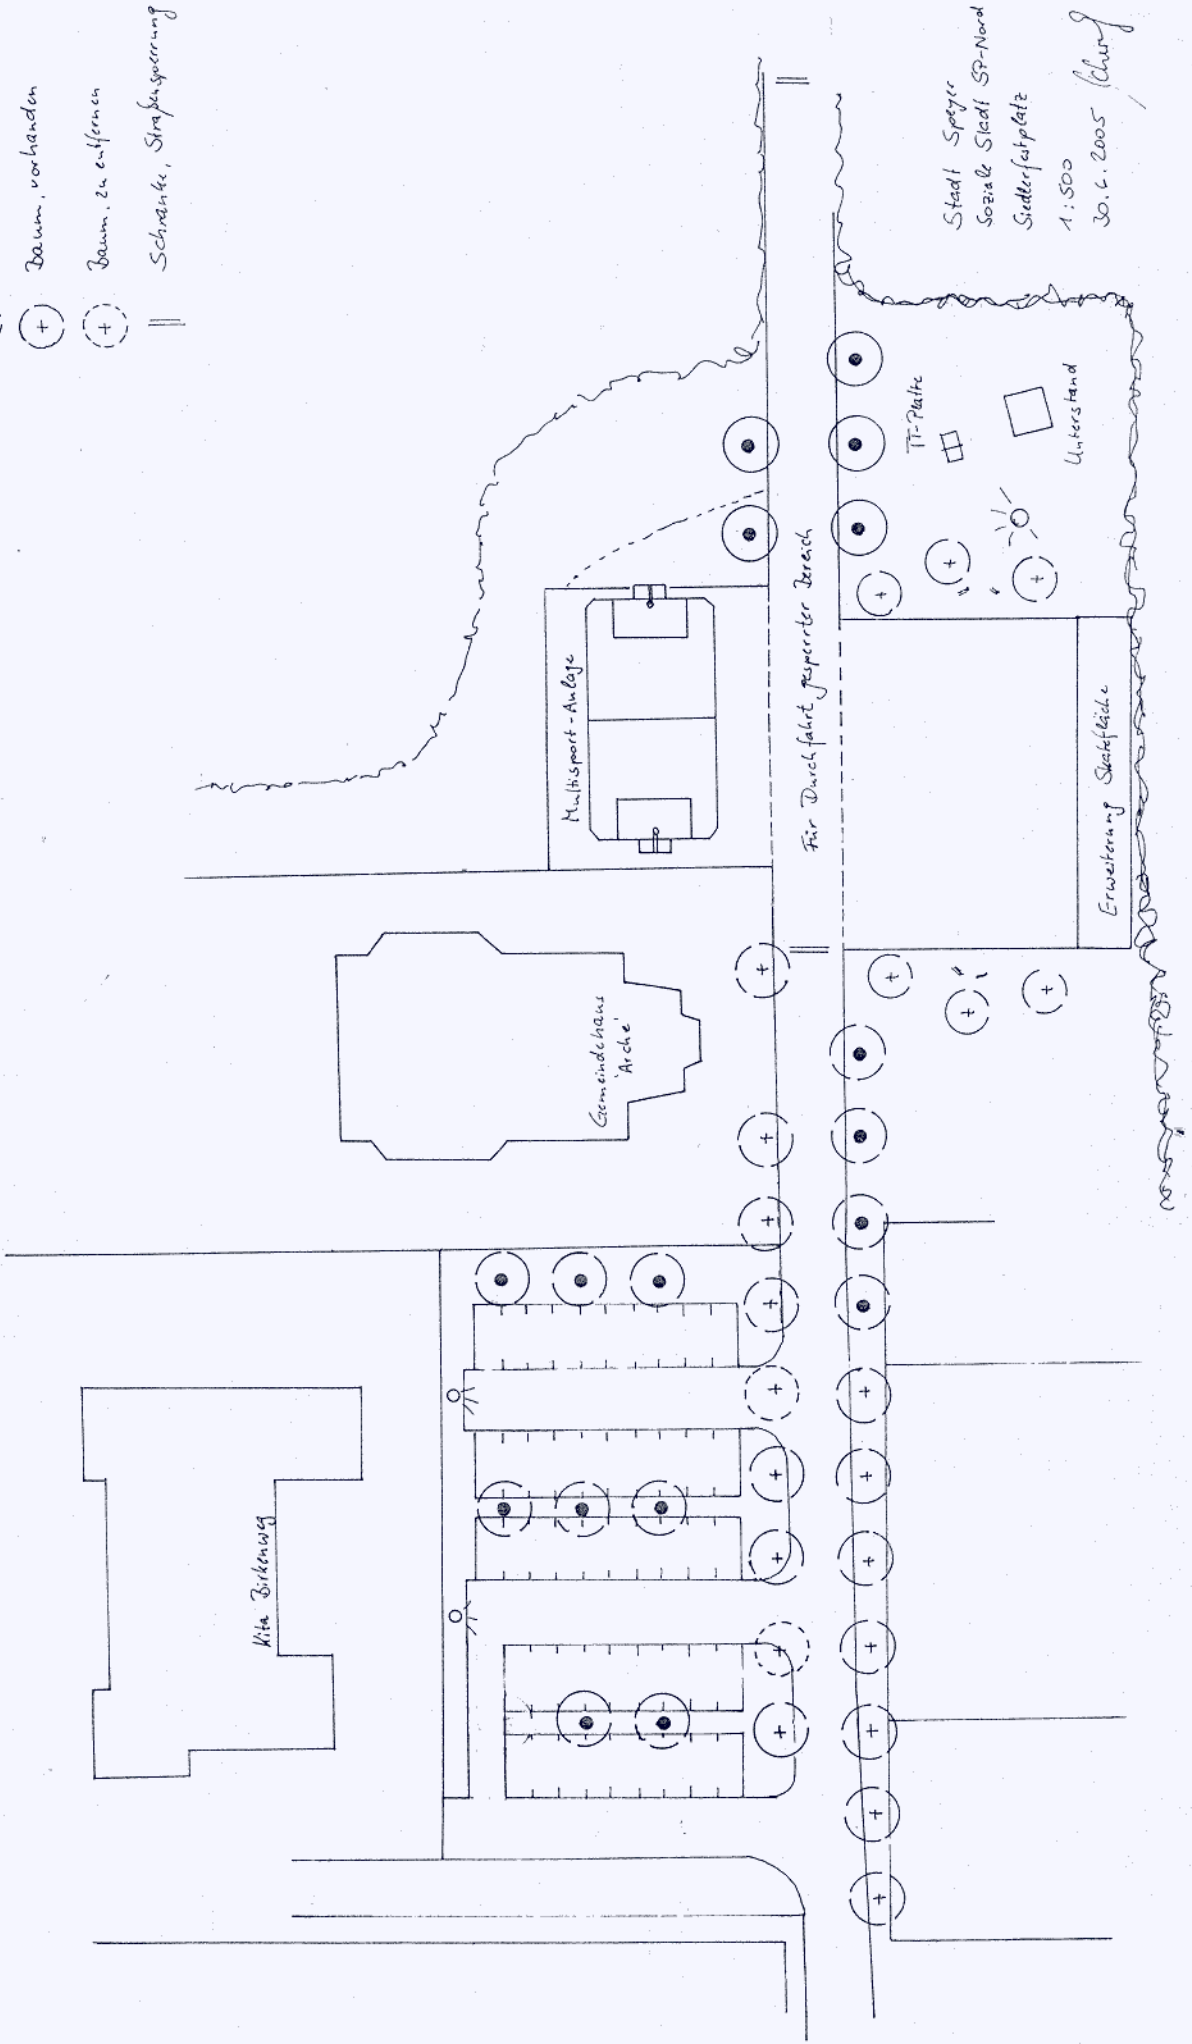 Baum, vorhanden
Baum, zu entfernen
Schranke, Straßensperrung
Kita Birkenweg
Gemeindehaus
'Arche'
Multisport-Anlage
Für Durchfahrt gesperrter Bereich
TT-Platte
Unterstand
Erweiterung Skatefläche
Stadt Speyer
Soziale Stadt SP-Nord
Siedlerfestplatz
1:500
30.6.2005